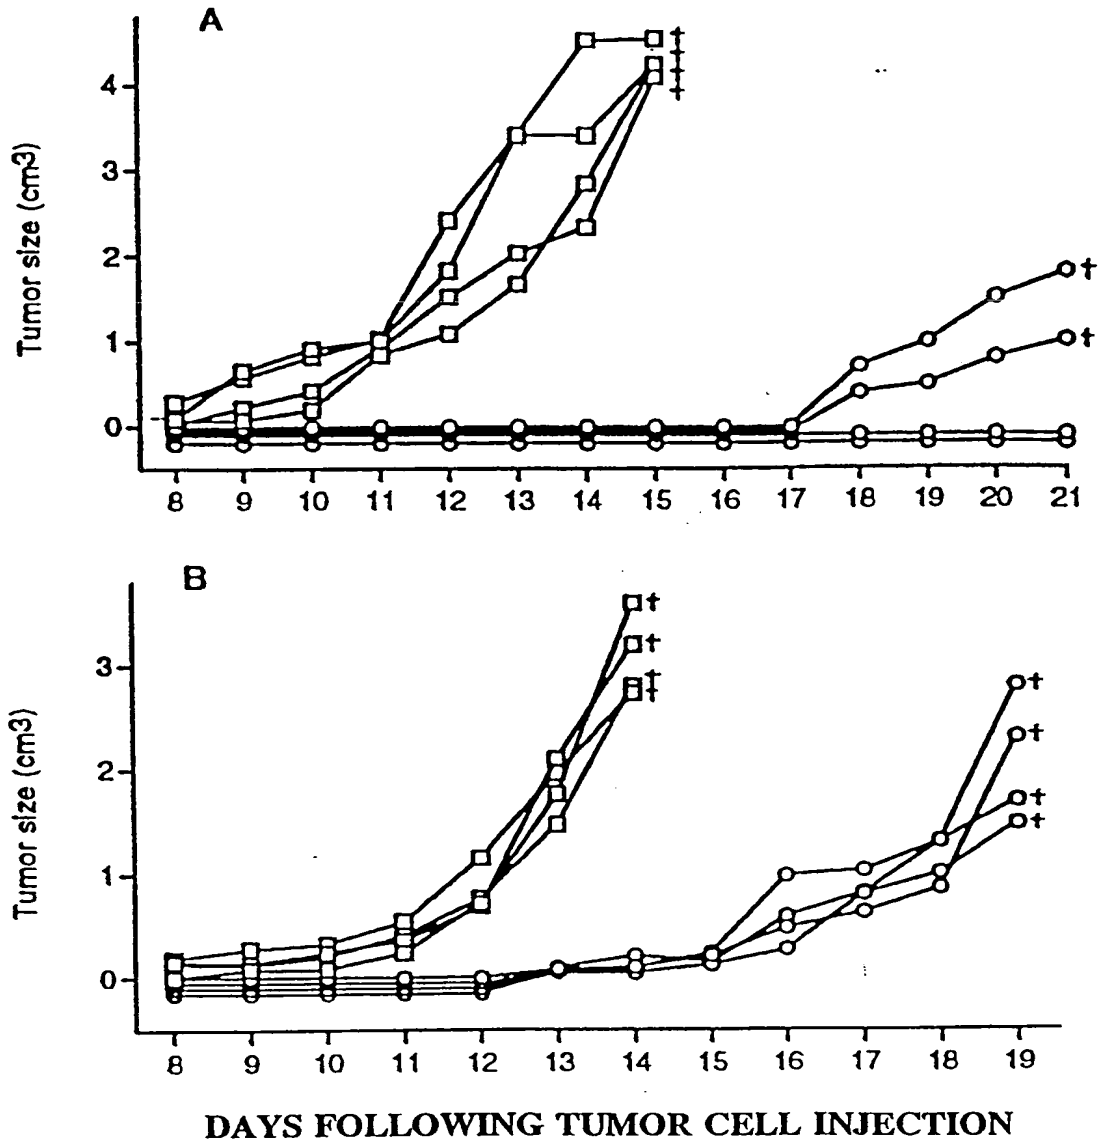 A
Tumor size (cm3)
4
3
2
1
0
† † † †
†
†
8 9 10 11 12 13 14 15 16 17 18 19 20 21
B
Tumor size (cm3)
3
2
1
0
†
†
†
†
†
†
†
†
8 9 10 11 12 13 14 15 16 17 18 19
DAYS FOLLOWING TUMOR CELL INJECTION